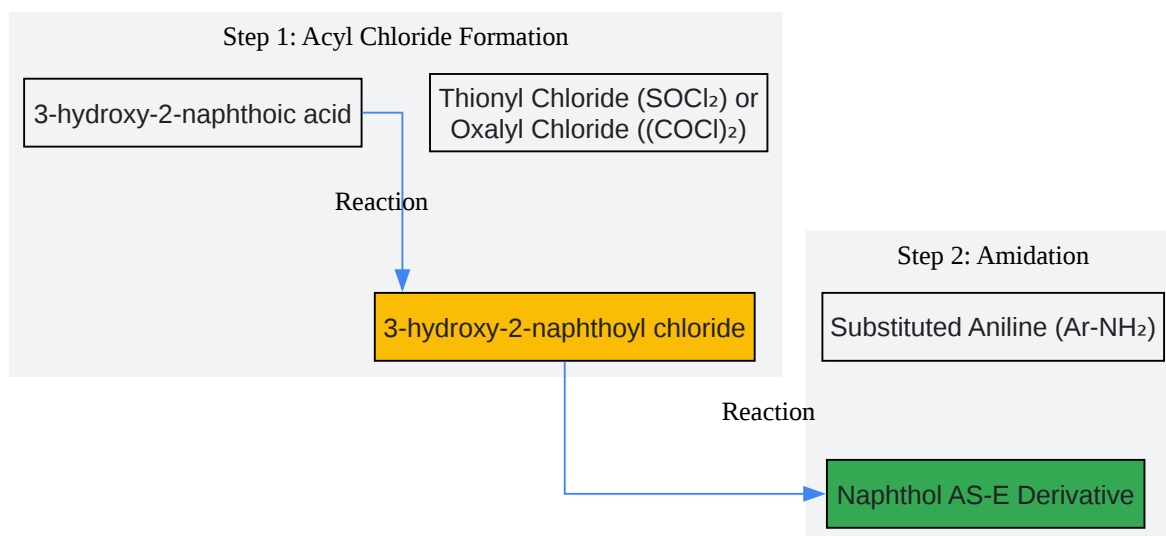 Step 1: Acyl Chloride Formation
3-hydroxy-2-naphthoic acid
Thionyl Chloride (SOCl₂) or
Oxalyl Chloride ((COCl)₂)
Reaction
3-hydroxy-2-naphthoyl chloride
Step 2: Amidation
Substituted Aniline (Ar-NH₂)
Reaction
Naphthol AS-E Derivative